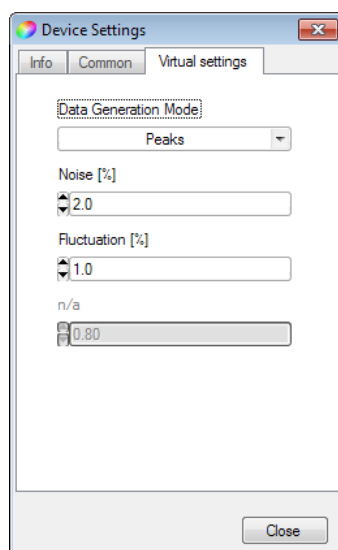 Device Settings
Info Common Virtual settings
Data Generation Mode
Peaks
Noise [%]
2.0
Fluctuation [%]
1.0
n/a
0.80
Close